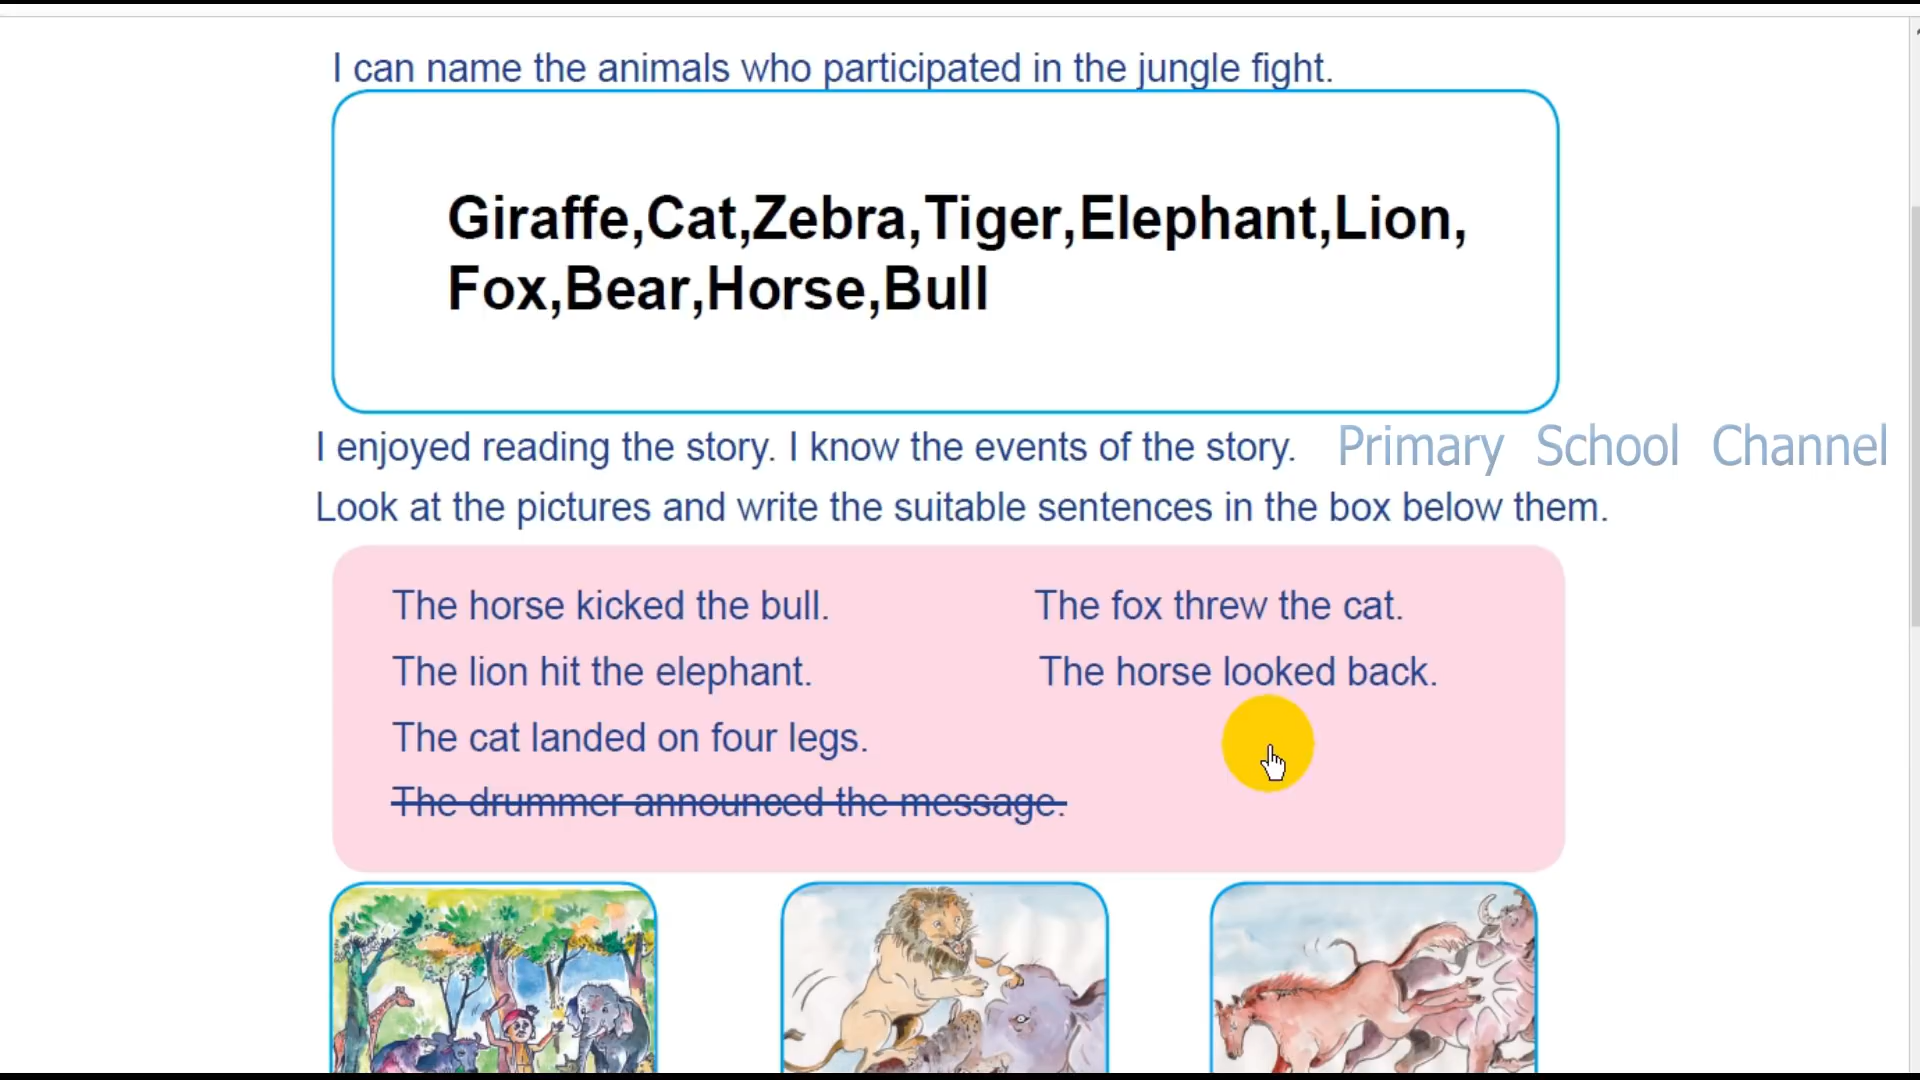 I can name the animals who participated in the jungle fight.
Giraffe,Cat,Zebra,Tiger,Elephant,Lion,
Fox,Bear,Horse,Bull
I enjoyed reading the story. I know the events of the story.
Primary School Channel
Look at the pictures and write the suitable sentences in the box below them.
The horse kicked the bull.
The fox threw the cat.
The lion hit the elephant.
The horse looked back.
The cat landed on four legs.
The drummer announced the message.